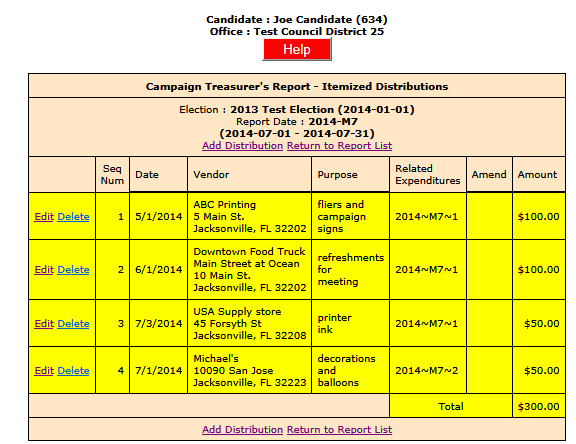 Candidate : Joe Candidate (634)
Office : Test Council District 25
Help
Campaign Treasurer's Report - Itemized Distributions
Election : 2013 Test Election (2014-01-01)
Report Date : 2014-M7
(2014-07-01 - 2014-07-31)
Add Distribution Return to Report List
Seq Num Date Vendor Purpose Related Expenditures Amend Amount
Edit Delete 1 5/1/2014 ABC Printing fliers and 2014~M7~1 $100.00
5 Main St. campaign
Jacksonville, FL 32202 signs
Edit Delete 2 6/1/2014 Downtown Food Truck refreshments 2014~M7~1 $100.00
Main Street at Ocean for
10 Main St. meeting
Jacksonville, FL 32202
Edit Delete 3 7/3/2014 USA Supply store printer 2014~M7~1 $50.00
45 Forsyth St ink
Jacksonville, FL 32208
Edit Delete 4 7/1/2014 Michael's decorations 2014~M7~2 $50.00
10090 San Jose and
Jacksonville, FL 32223 balloons
Total $300.00
Add Distribution Return to Report List